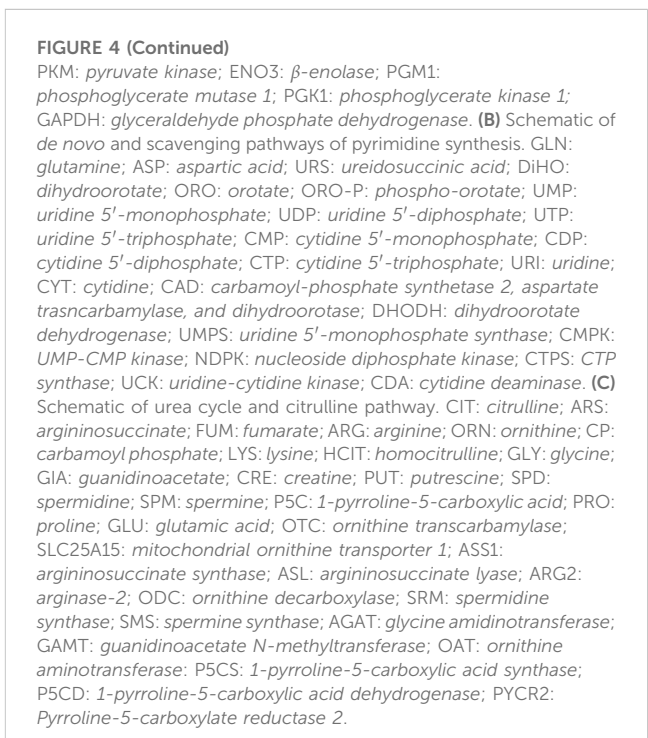 FIGURE 4 (Continued)
PKM: pyruvate kinase; ENO3: β-enolase; PGM1:
phosphoglycerate mutase 1; PGK1: phosphoglycerate kinase 1;
GAPDH: glyceraldehyde phosphate dehydrogenase. (B) Schematic of
de novo and scavenging pathways of pyrimidine synthesis. GLN:
glutamine; ASP: aspartic acid; URS: ureidosuccinic acid; DiHO:
dihydroorotate; ORO: orotate; ORO-P: phospho-orotate; UMP:
uridine 5′-monophosphate; UDP: uridine 5′-diphosphate; UTP:
uridine 5′-triphosphate; CMP: cytidine 5′-monophosphate; CDP:
cytidine 5′-diphosphate; CTP: cytidine 5′-triphosphate; URI: uridine;
CYT: cytidine; CAD: carbamoyl-phosphate synthetase 2, aspartate
trasncarbamylase, and dihydroorotase; DHODH: dihydroorotate
dehydrogenase; UMPS: uridine 5′-monophosphate synthase; CMPK:
UMP-CMP kinase; NDPK: nucleoside diphosphate kinase; CTPS: CTP
synthase; UCK: uridine-cytidine kinase; CDA: cytidine deaminase. (C)
Schematic of urea cycle and citrulline pathway. CIT: citrulline; ARS:
argininosuccinate; FUM: fumarate; ARG: arginine; ORN: ornithine; CP:
carbamoyl phosphate; LYS: lysine; HCIT: homocitrulline; GLY: glycine;
GIA: guanidinoacetate; CRE: creatine; PUT: putrescine; SPD:
spermidine; SPM: spermine; P5C: 1-pyrroline-5-carboxylic acid; PRO:
proline; GLU: glutamic acid; OTC: ornithine transcarbamylase;
SLC25A15: mitochondrial ornithine transporter 1; ASS1:
argininosuccinate synthase; ASL: argininosuccinate lyase; ARG2:
arginase-2; ODC: ornithine decarboxylase; SRM: spermidine
synthase; SMS: spermine synthase; AGAT: glycine amidinotransferase;
GAMT: guanidinoacetate N-methyltransferase; OAT: ornithine
aminotransferase: P5CS: 1-pyrroline-5-carboxylic acid synthase;
P5CD: 1-pyrroline-5-carboxylic acid dehydrogenase; PYCR2:
Pyrroline-5-carboxylate reductase 2.